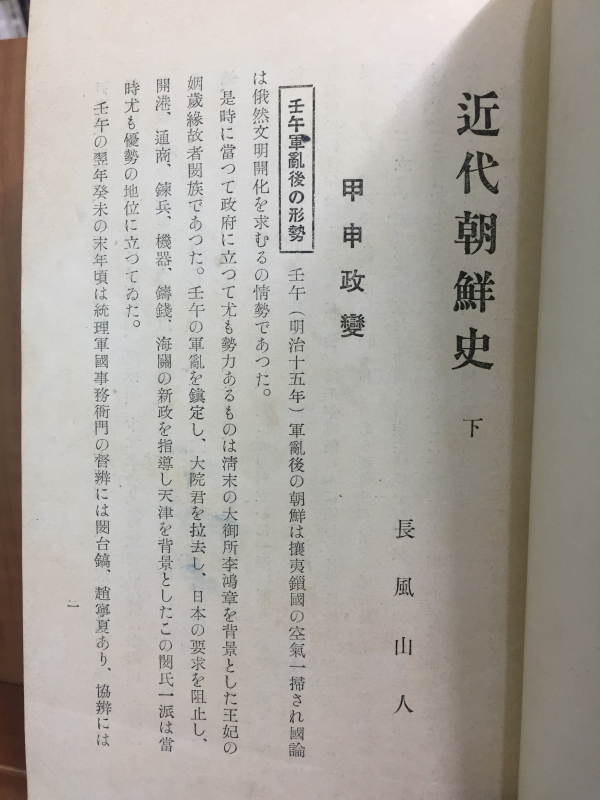 近代朝鮮史 下
長風山人
甲申政變
壬午軍亂後の形勢 壬午（明治十五年）軍亂後の朝鮮は攘夷鎖國の空氣一掃され國論
は俄然文明開化を求むるの情勢であつた。
是時に當つて政府に立つて尤も勢力あるものは淸末の大御所李鴻章を背景とした王妃の
姻歲緣故者閔族であつた。壬午の軍亂を鎭定し、大院君を拉去し、日本の要求を阻止し、
開港、通商、鍊兵、機器、鑄錢、海關の新政を指導し天津を背景としたこの閔氏一派は當
時尤も優勢の地位に立つてゐた。
壬午の翌年癸未の末年頃は統理軍國事務衙門の督辨には閔台鎬、趙寧夏あり、協辨には
一